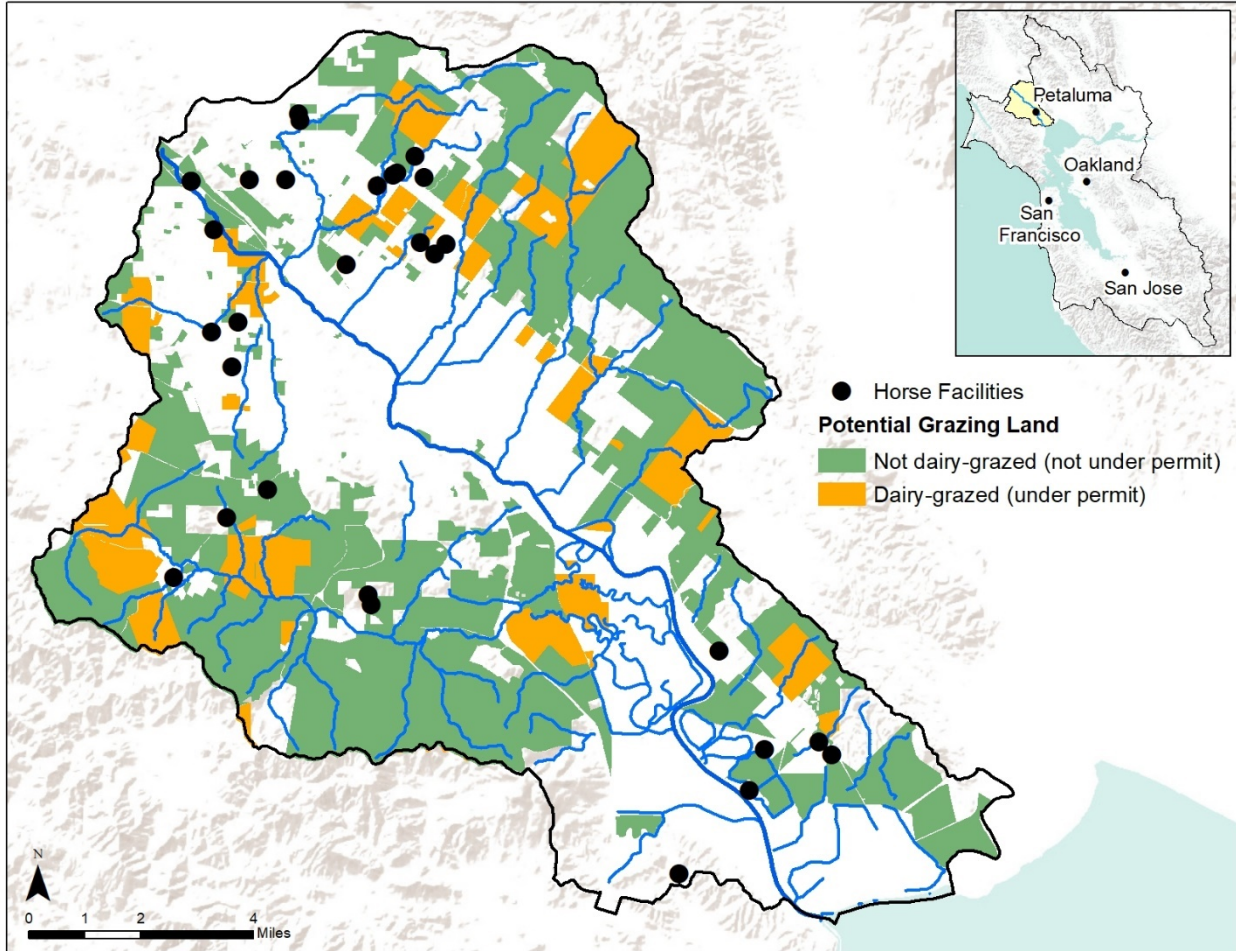 Petaluma
Oakland
San
Francisco
San Jose
Horse Facilities
Potential Grazing Land
Not dairy-grazed (not under permit)
Dairy-grazed (under permit)
N
0 1 2 4
Miles